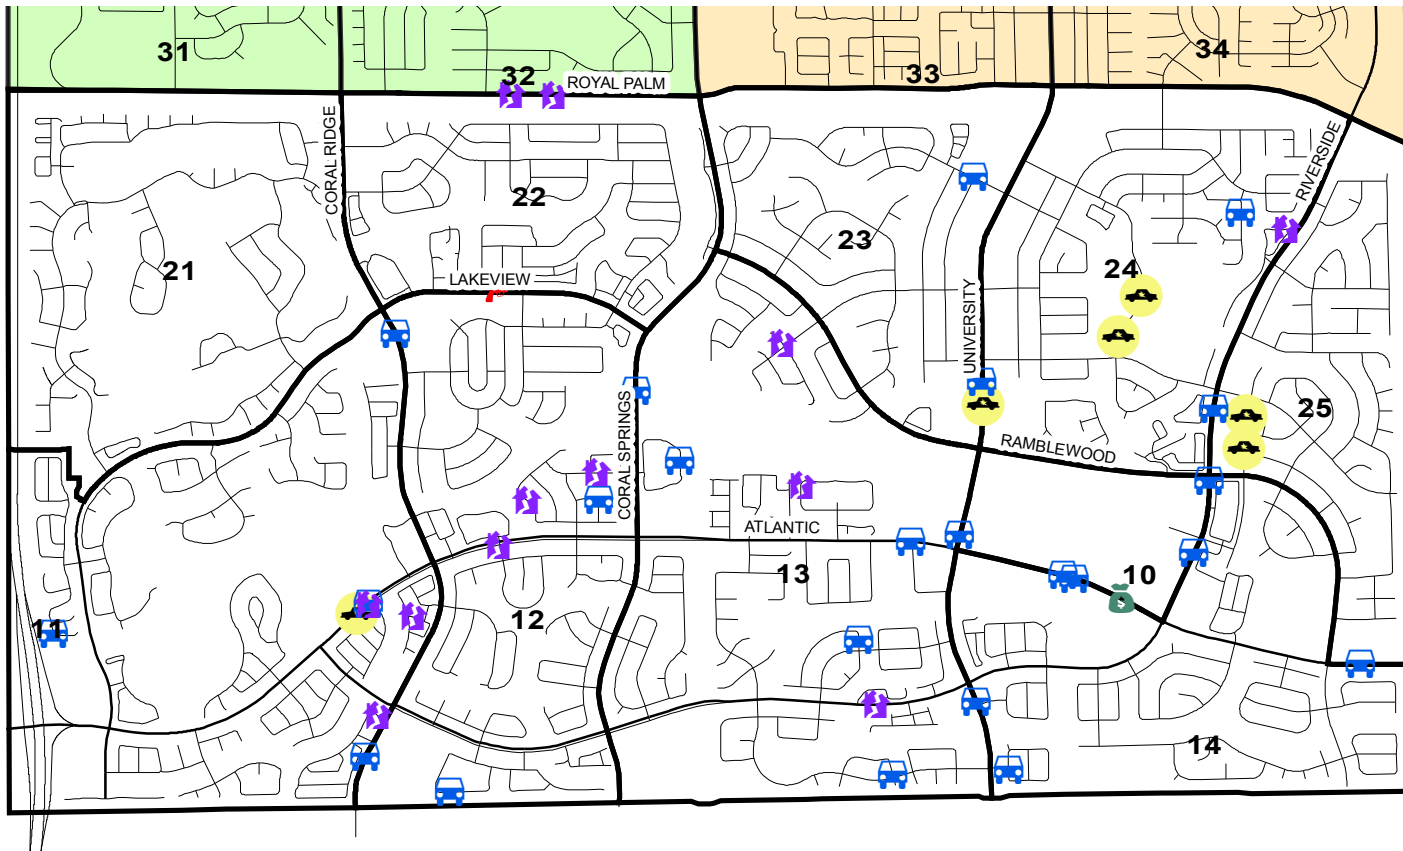 31
32
33
34
ROYAL PALM
CORAL RIDGE
RIVERSIDE
22
23
21
24
LAKEVIEW
UNIVERSITY
CORAL SPRINGS
25
RAMBLEWOOD
ATLANTIC
13
10
12
11
14